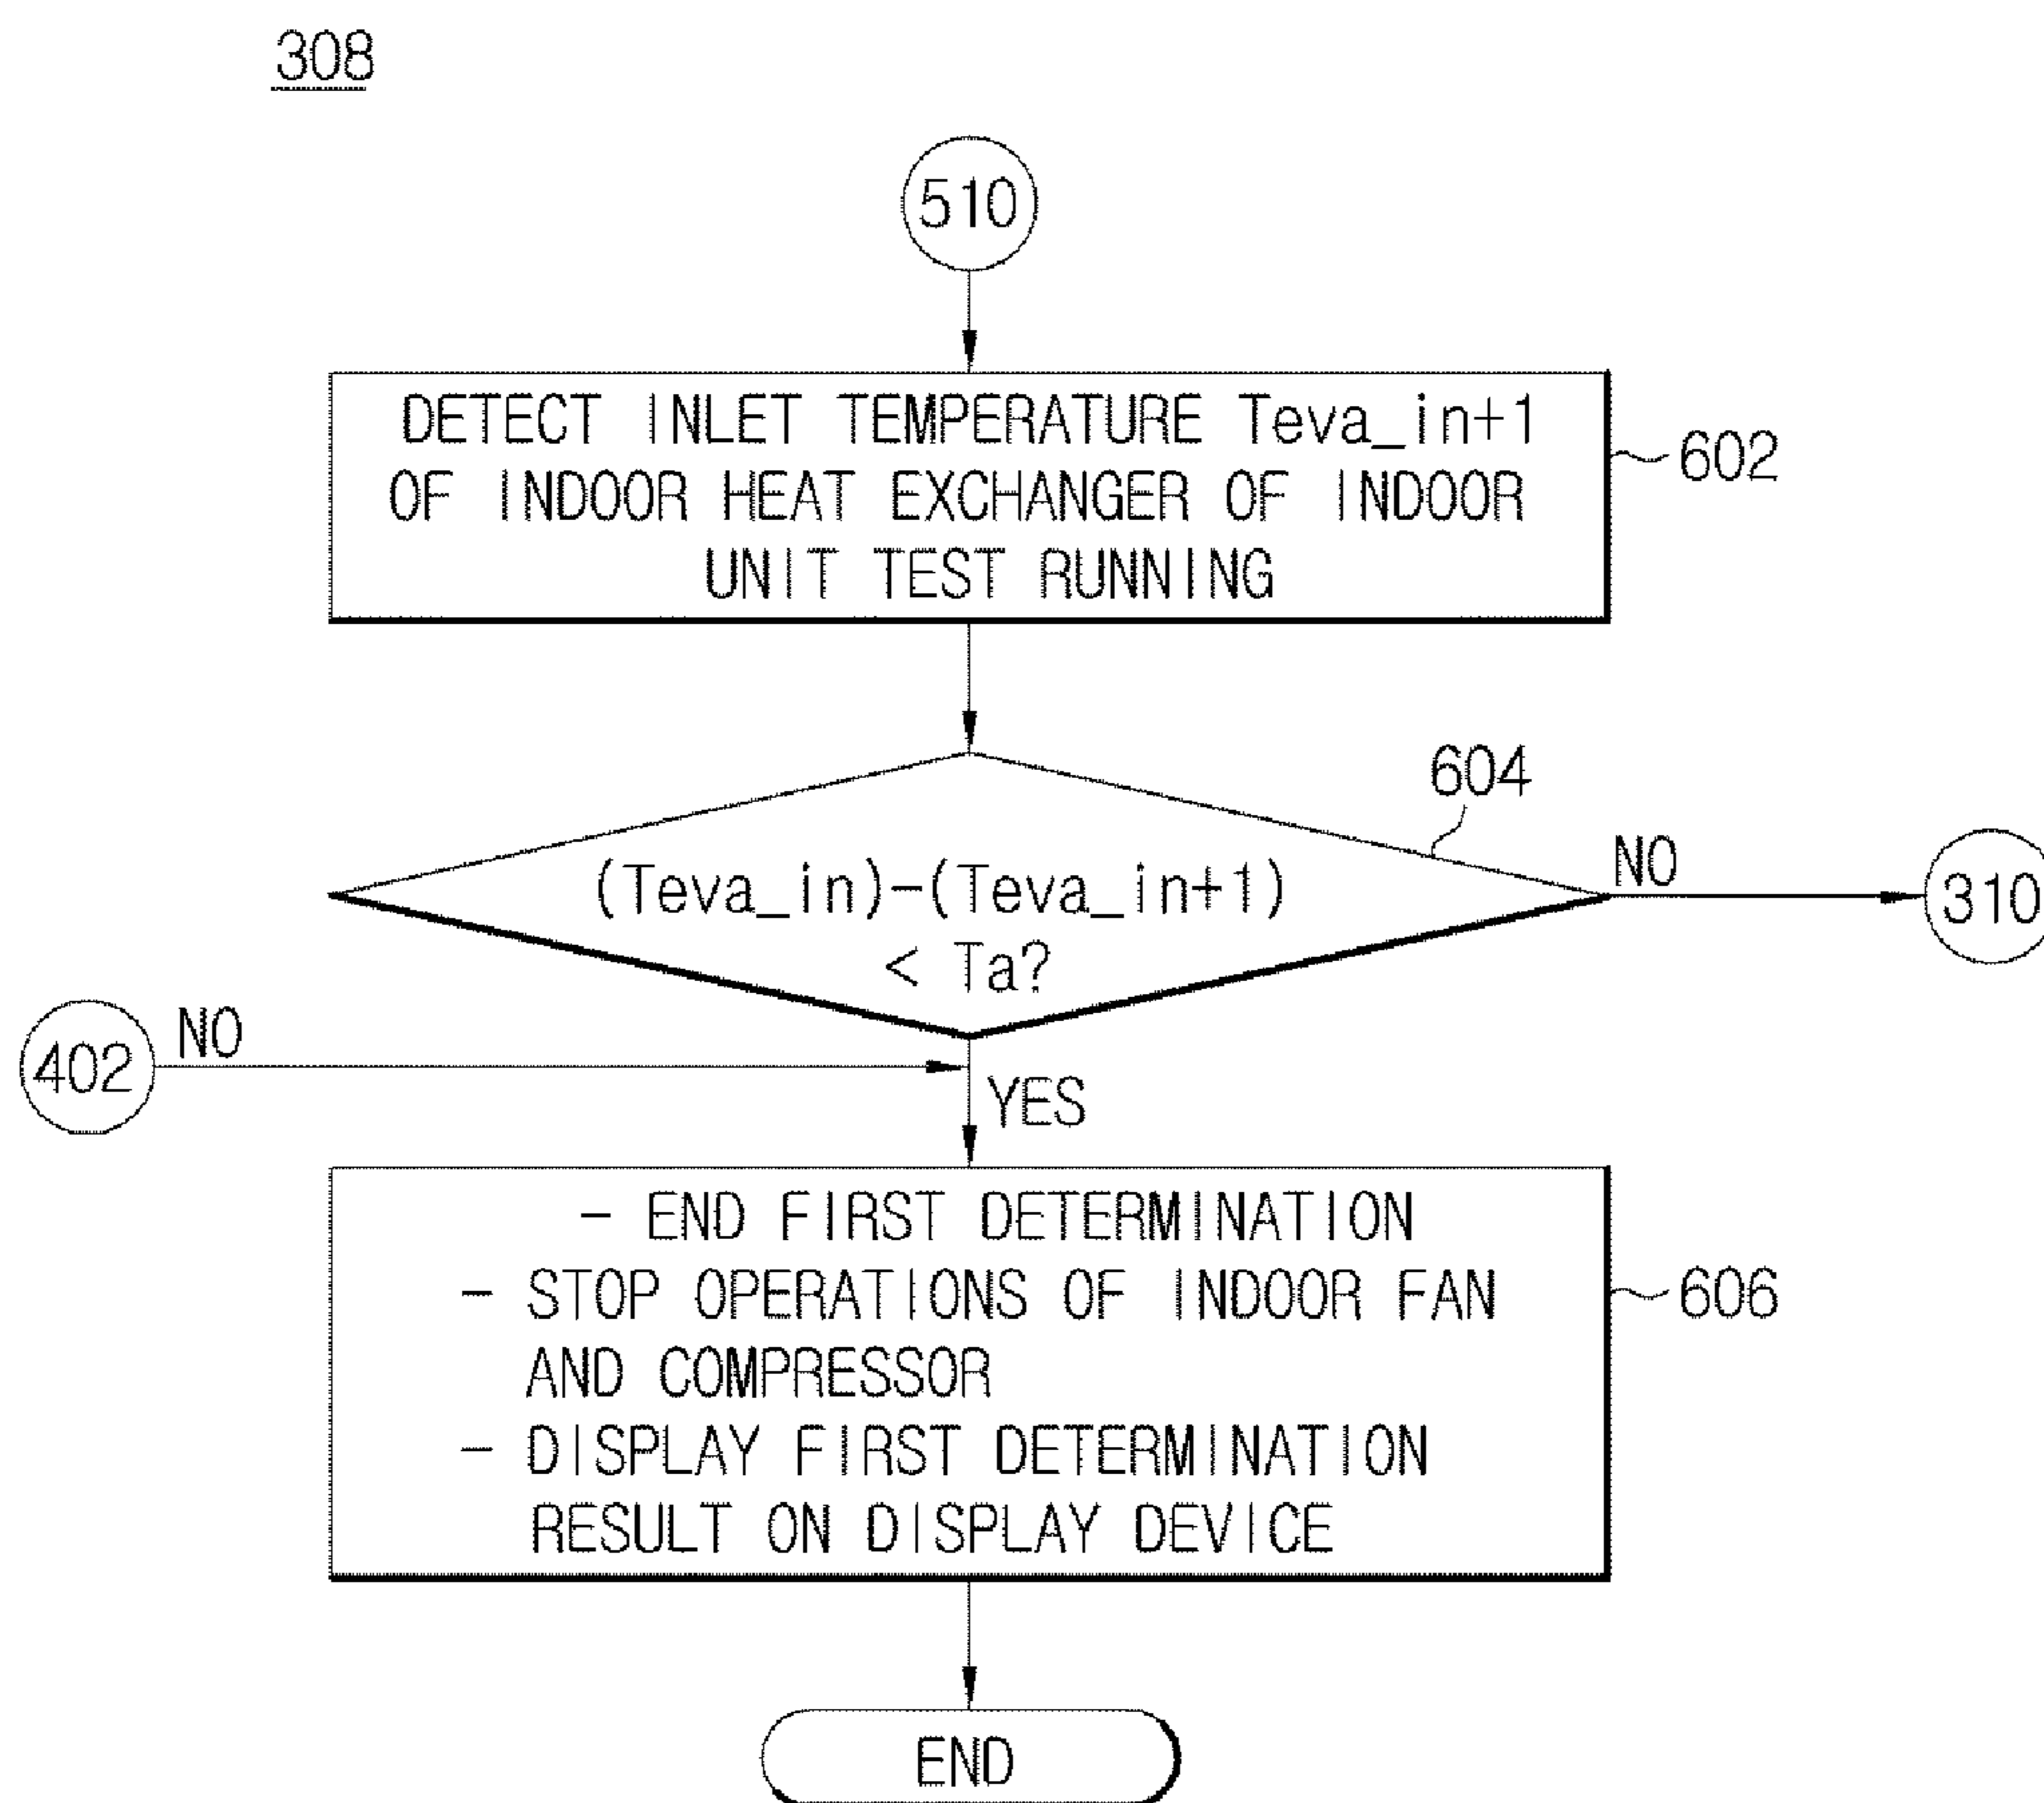 308
510
DETECT INLET TEMPERATURE Teva_in+1
OF INDOOR HEAT EXCHANGER OF INDOOR
UNIT TEST RUNNING
602
604
(Teva_in)-(Teva_in+1)
< Ta?
NO
310
402
NO
YES
- END FIRST DETERMINATION
- STOP OPERATIONS OF INDOOR FAN
AND COMPRESSOR
- DISPLAY FIRST DETERMINATION
RESULT ON DISPLAY DEVICE
606
END